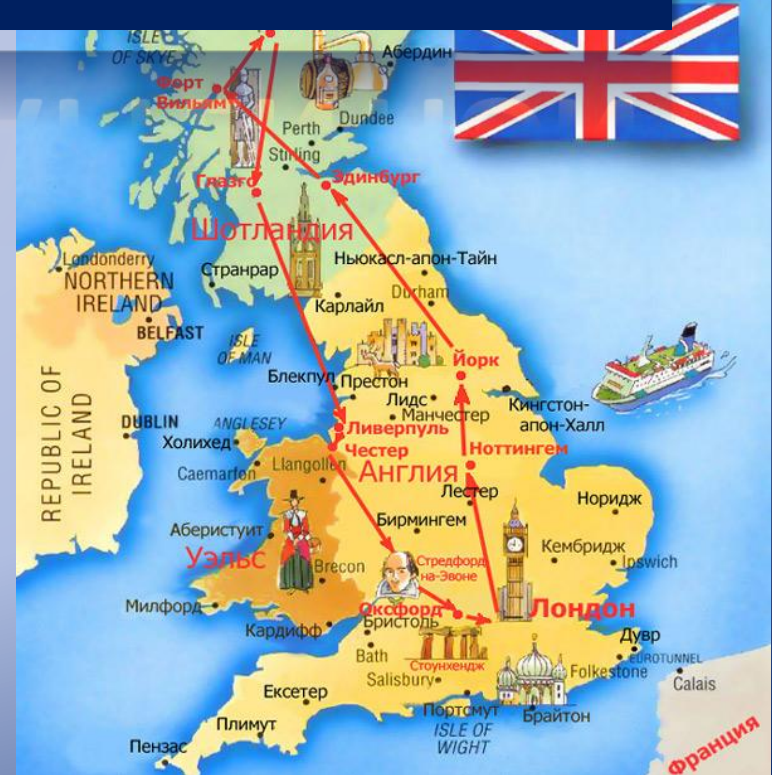 ISLE
OF SKYE
Абердин
Форт
Вильям
Perth
Dundee
Stirling
Глазго
Эдинбург
Шотландия
Londonderry
NORTHERN
IRELAND
Странрар
Ньюкасл-апон-Тайн
Durham
Карлайл
BELFAST
ISLE
OF MAN
Йорк
Блекпул
Престон
Лидс
Манчестер
Кингстон-
апон-Халл
REPUBLIC OF
IRELAND
DUBLIN
ANGLESEY
Ливерпуль
Холихед
Честер
Ноттингем
Caernarfon
Llangollen
Англия
Лестер
Норидж
Бирмингем
Аберистуит
Уэльс
Brecon
Стредфорд
на-Эвоне
Кембридж
Ipswich
Милфорд
Оксфорд
Лондон
Кардифф
Бристоль
Дувр
Bath
Стоунхендж
EUROTUNNEL
Folkestone
Salisbury
Calais
Ексетер
Портсмут
Брайтон
Плимут
ISLE OF
WIGHT
Пензас
Франция